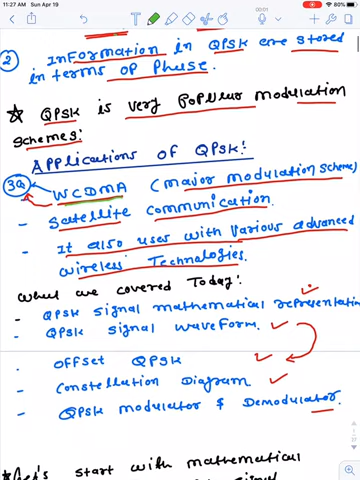 11:27 AM Sun Apr 19
00:01
② InFormation in QPSK are stored
in terms of Phase.
☆ QPSK is very Popular modulation
Schemes:
Applications of QPSK:
3G WCDMA (Major modulation Scheme)
- Satellite Communication.
- It also uses with Various advanced
Wireless Technologies.
what we covered Today:
- QPSK Signal mathematical representation
- QPSK Signal waveForm.
. OFFset QPSK
- Constellation Diagram
- QPSK modulator & Demodulator
start with mathematical